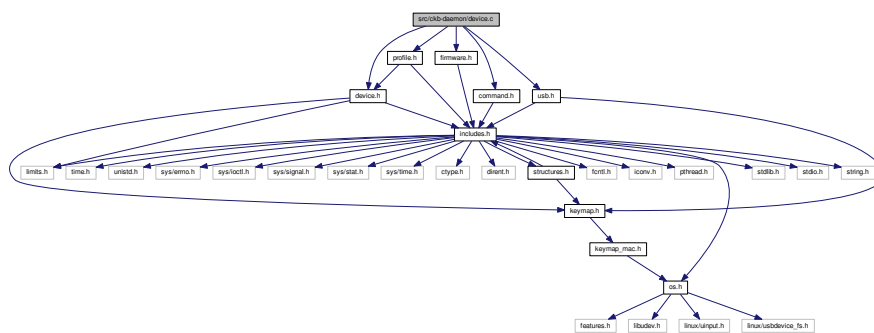 src/ckb-daemon/device.c
profile.h
firmware.h
device.h
command.h
usb.h
includes.h
limits.h
time.h
unistd.h
sys/errno.h
sys/ioctl.h
sys/signal.h
sys/stat.h
sys/time.h
ctype.h
dirent.h
structures.h
fcntl.h
iconv.h
pthread.h
stdlib.h
stdio.h
string.h
keymap.h
keymap_mac.h
os.h
features.h
libudev.h
linux/uinput.h
linux/usbdevice_fs.h